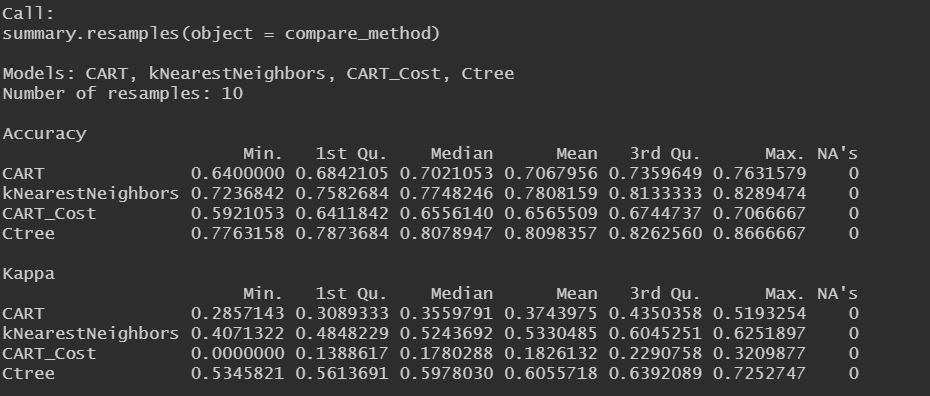 Call:
summary.resamples(object = compare_method)
Models: CART, kNearestNeighbors, CART_Cost, Ctree
Number of resamples: 10
Accuracy
Min. 1st Qu. Median Mean 3rd Qu. Max. NA's
CART 0.6400000 0.6842105 0.7021053 0.7067956 0.7359649 0.7631579 0
kNearestNeighbors 0.7236842 0.7582684 0.7748246 0.7808159 0.8133333 0.8289474 0
CART_Cost 0.5921053 0.6411842 0.6556140 0.6565509 0.6744737 0.7066667 0
Ctree 0.7763158 0.7873684 0.8078947 0.8098357 0.8262560 0.8666667 0
Kappa
Min. 1st Qu. Median Mean 3rd Qu. Max. NA's
CART 0.2857143 0.3089333 0.3559791 0.3743975 0.4350358 0.5193254 0
kNearestNeighbors 0.4071322 0.4848229 0.5243692 0.5330485 0.6045251 0.6251897 0
CART_Cost 0.0000000 0.1388617 0.1780288 0.1826132 0.2290758 0.3209877 0
Ctree 0.5345821 0.5613691 0.5978030 0.6055718 0.6392089 0.7252747 0